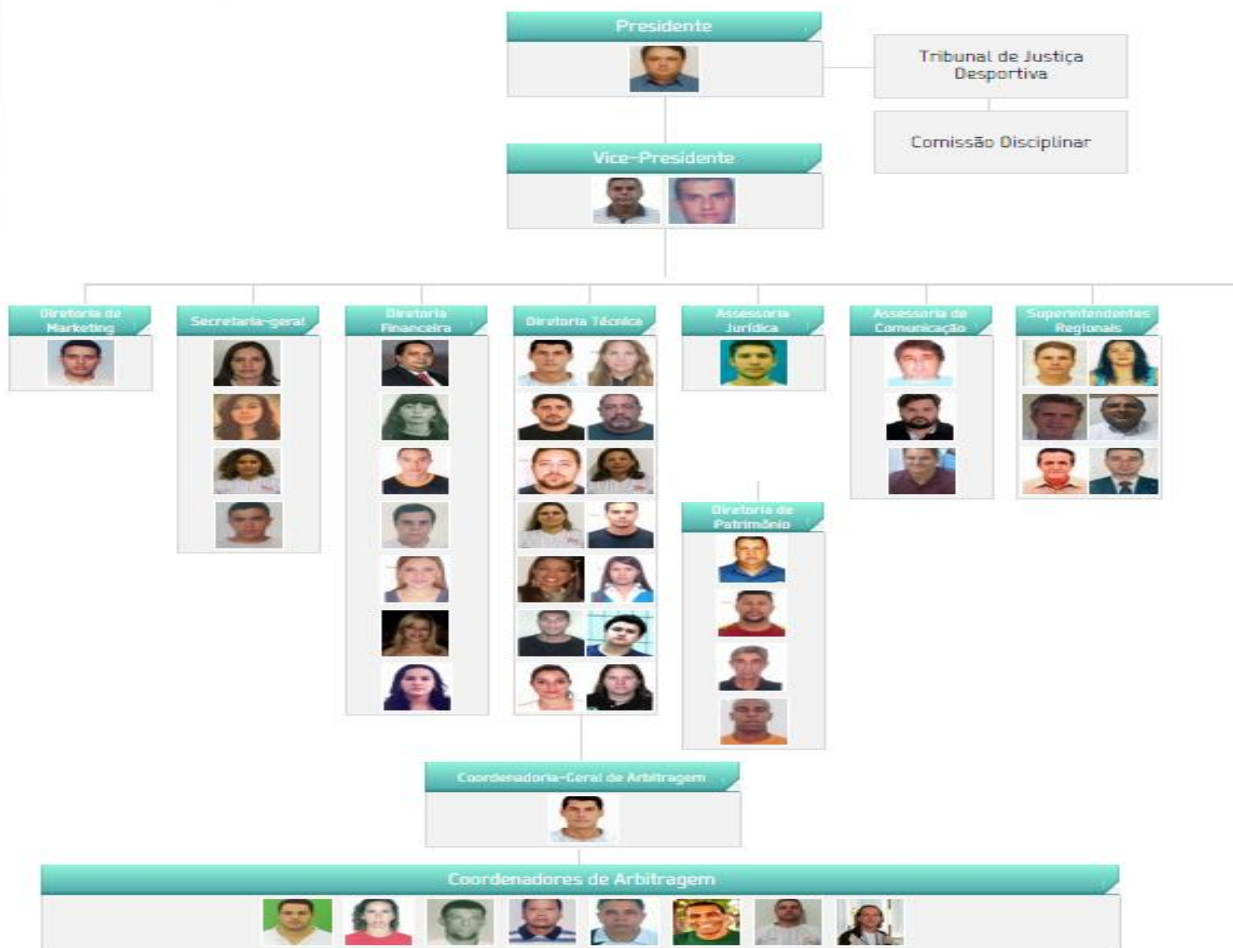 Presidente
Tribunal de Justiça
Desportiva
Comissão Disciplinar
Vice-Presidente
Diretoria de
Marketing
Secretaria-geral
Diretoria
Financeira
Diretoria Técnica
Assessoria
Jurídica
Assessoria de
Comunicação
Superintendentes
Regionais
Diretoria de
Patrimônio
Coordenadoria-Geral de Arbitragem
Coordenadores de Arbitragem